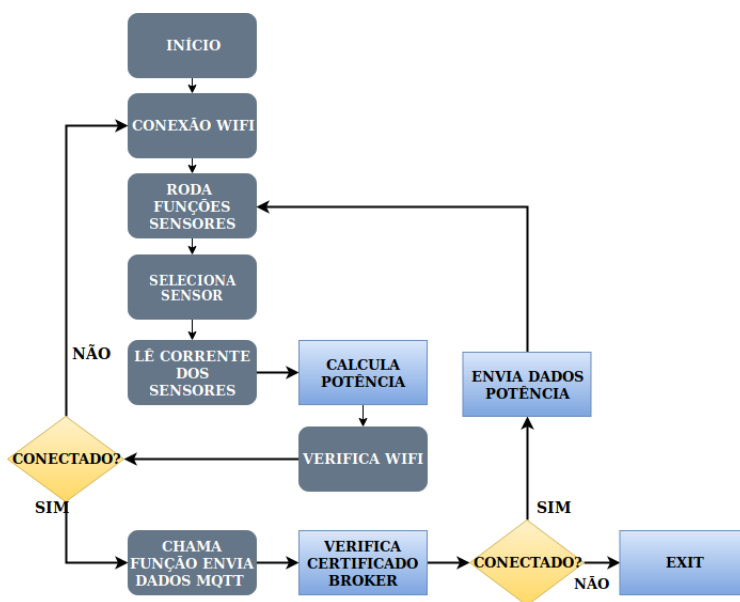 INÍCIO
CONEXÃO WIFI
RODA
FUNÇÕES
SENSORES
SELECIONA
SENSOR
LÊ CORRENTE
DOS
SENSORES
CALCULA
POTÊNCIA
ENVIA DADOS
POTÊNCIA
NÃO
CONECTADO?
VERIFICA WIFI
SIM
CHAMA
FUNÇÃO ENVIA
DADOS MQTT
VERIFICA
CERTIFICADO
BROKER
CONECTADO?
SIM
NÃO
EXIT